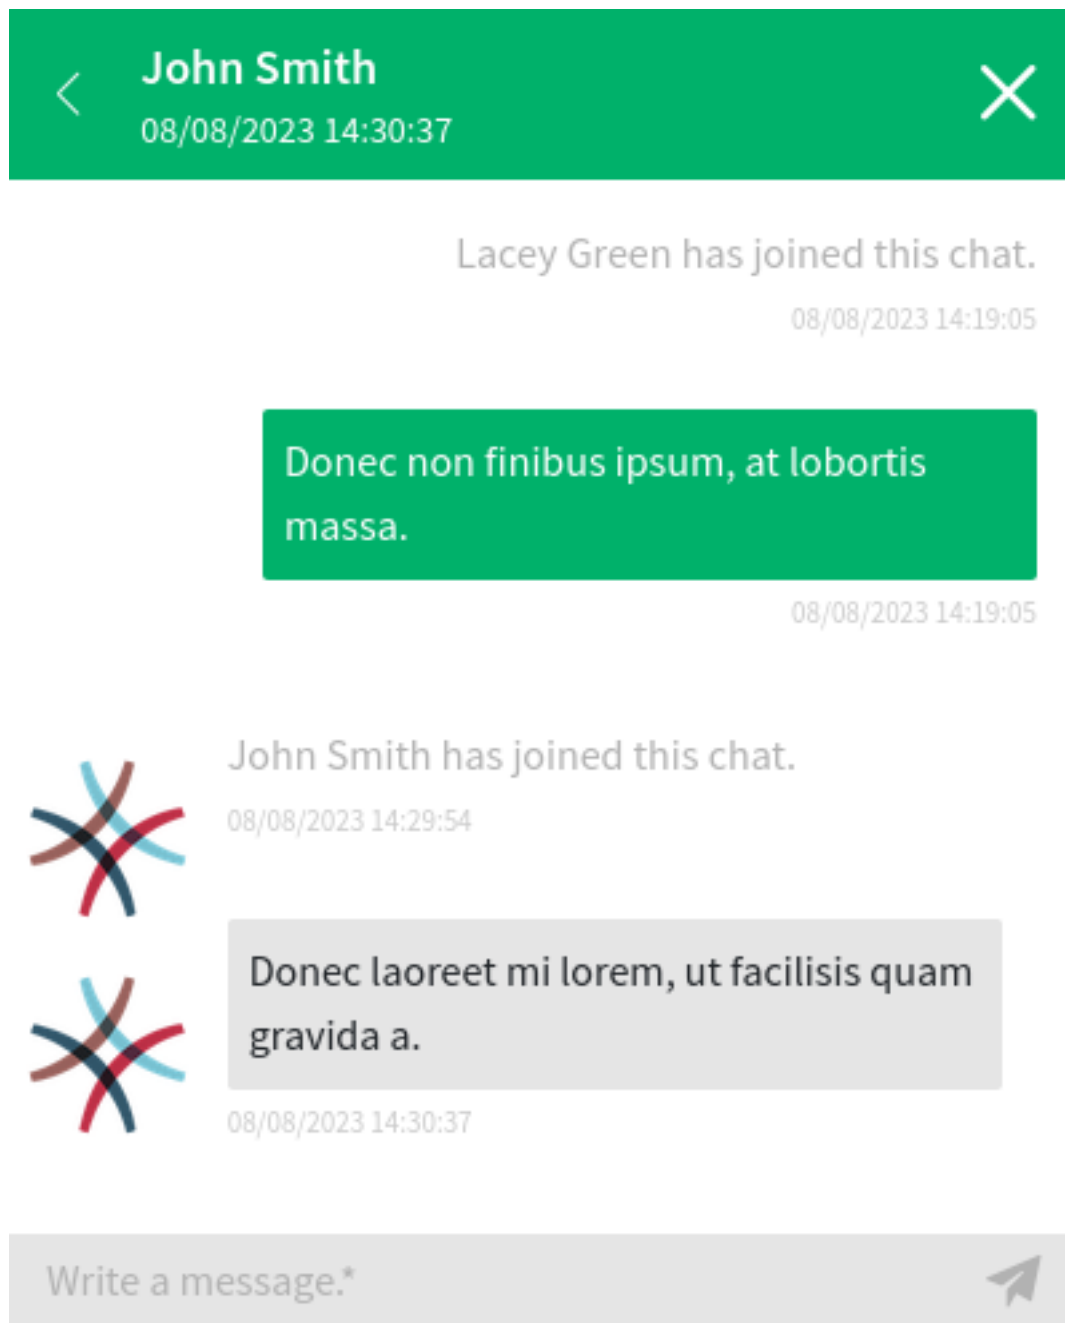 John Smith
08/08/2023 14:30:37
Lacey Green has joined this chat.
08/08/2023 14:19:05
Donec non finibus ipsum, at lobortis
massa.
08/08/2023 14:19:05
John Smith has joined this chat.
08/08/2023 14:29:54
Donec laoreet mi lorem, ut facilisis quam
gravida a.
08/08/2023 14:30:37
Write a message.*